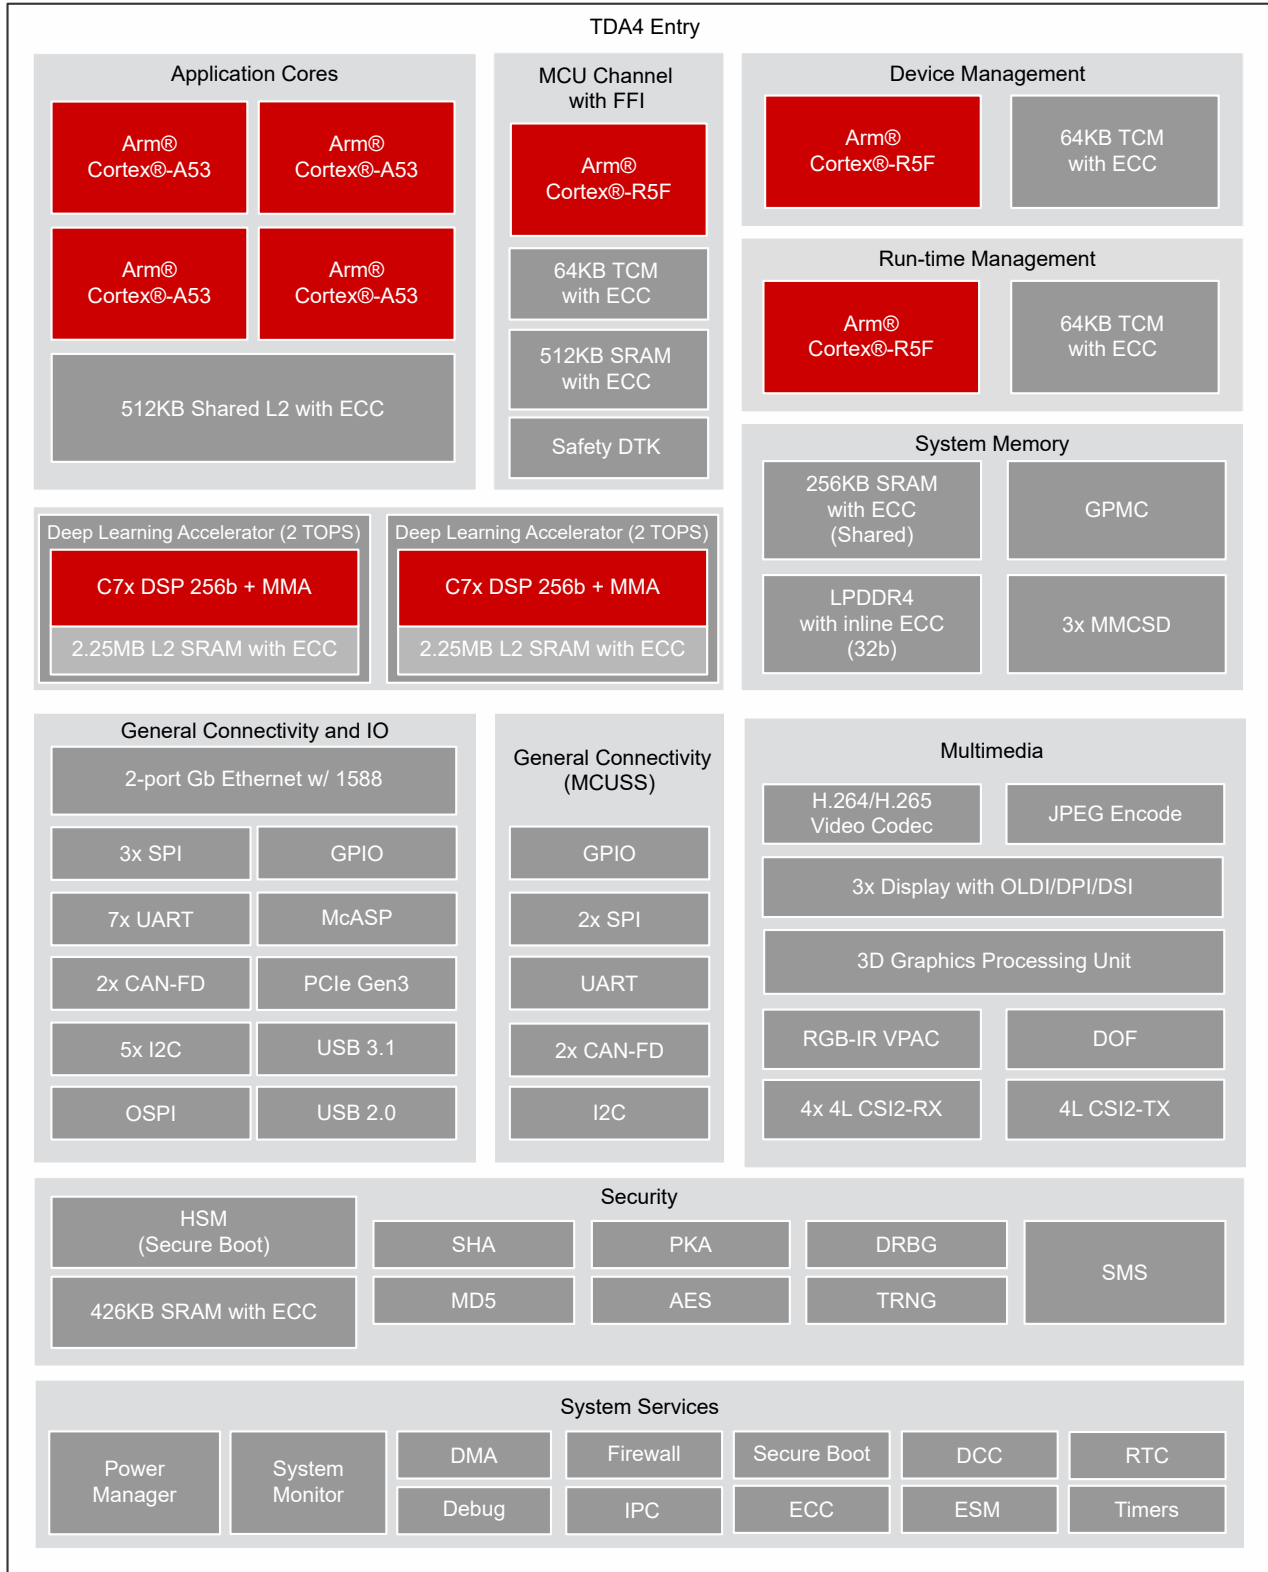 TDA4 Entry
Application Cores
Arm®
Cortex®-A53
Arm®
Cortex®-A53
Arm®
Cortex®-A53
Arm®
Cortex®-A53
512KB Shared L2 with ECC
MCU Channel
with FFI
Arm®
Cortex®-R5F
64KB TCM
with ECC
512KB SRAM
with ECC
Safety DTK
Device Management
Arm®
Cortex®-R5F
64KB TCM
with ECC
Run-time Management
Arm®
Cortex®-R5F
64KB TCM
with ECC
System Memory
256KB SRAM
with ECC
(Shared)
GPMC
LPDDR4
with inline ECC
(32b)
3x MMCSD
Deep Learning Accelerator (2 TOPS)
C7x DSP 256b + MMA
2.25MB L2 SRAM with ECC
Deep Learning Accelerator (2 TOPS)
C7x DSP 256b + MMA
2.25MB L2 SRAM with ECC
General Connectivity and IO
2-port Gb Ethernet w/ 1588
3x SPI
GPIO
7x UART
McASP
2x CAN-FD
PCIe Gen3
5x I2C
USB 3.1
OSPI
USB 2.0
General Connectivity
(MCUSS)
GPIO
2x SPI
UART
2x CAN-FD
I2C
Multimedia
H.264/H.265
Video Codec
JPEG Encode
3x Display with OLDI/DPI/DSI
3D Graphics Processing Unit
RGB-IR VPAC
DOF
4x 4L CSI2-RX
4L CSI2-TX
Security
HSM
(Secure Boot)
426KB SRAM with ECC
SHA
PKA
DRBG
MD5
AES
TRNG
SMS
System Services
Power
Manager
System
Monitor
DMA
Firewall
Secure Boot
DCC
RTC
Debug
IPC
ECC
ESM
Timers